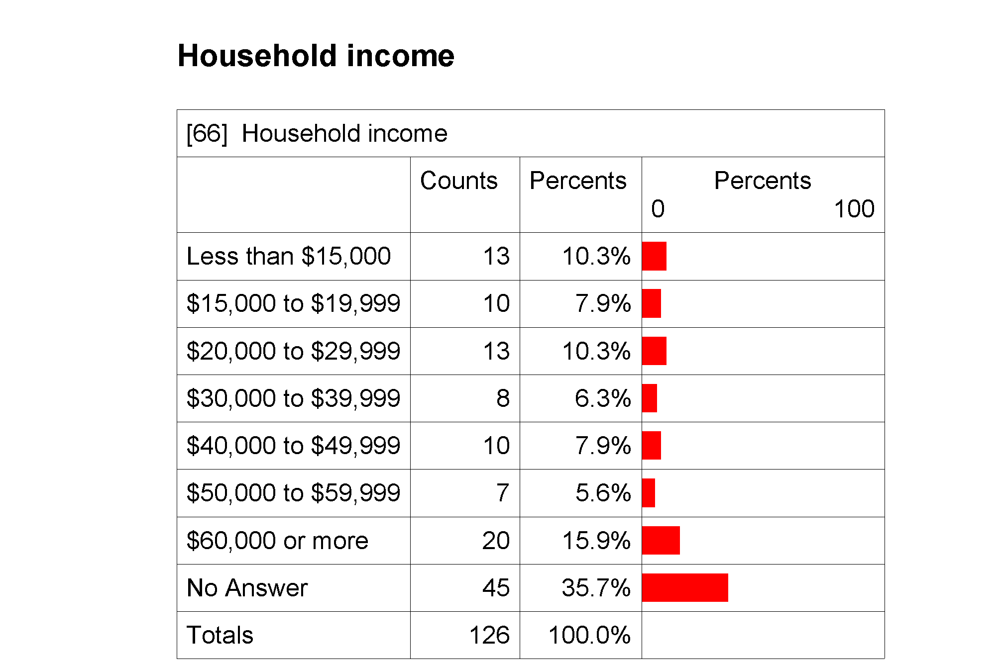 Household income
[66] Household income
Counts Percents Percents
0 100
Less than $15,000 13 10.3%
$15,000 to $19,999 10 7.9%
$20,000 to $29,999 13 10.3%
$30,000 to $39,999 8 6.3%
$40,000 to $49,999 10 7.9%
$50,000 to $59,999 7 5.6%
$60,000 or more 20 15.9%
No Answer 45 35.7%
Totals 126 100.0%